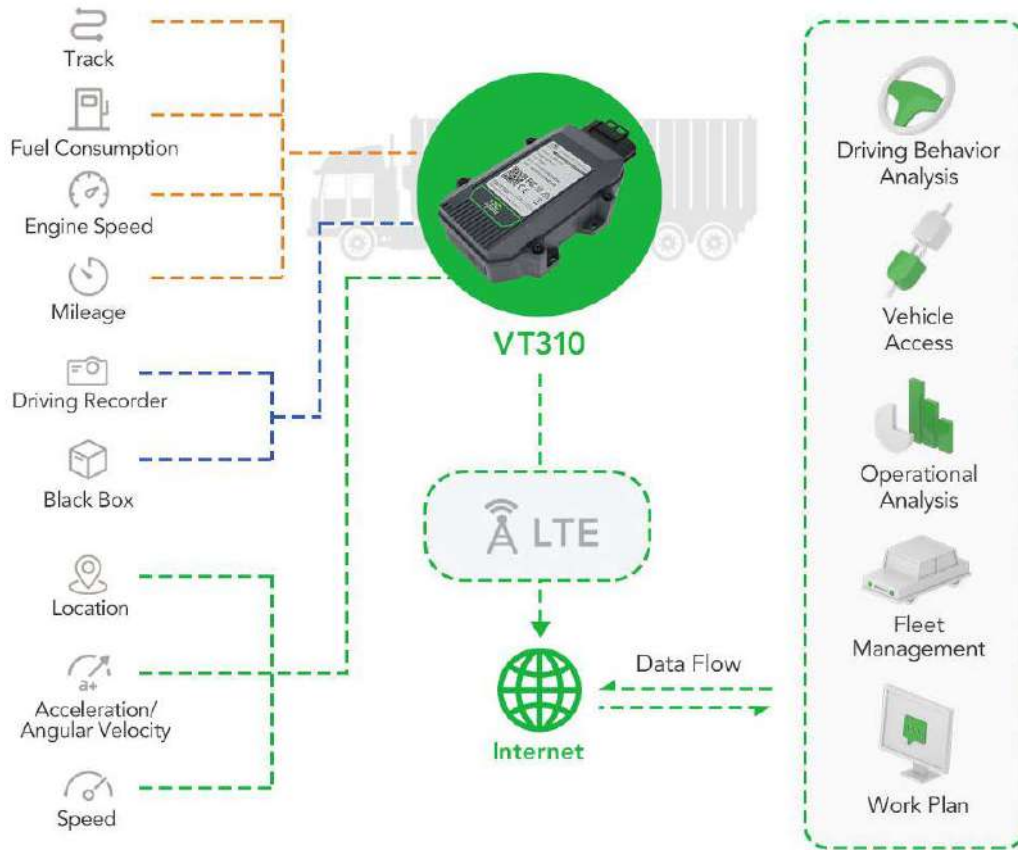 Track
Fuel Consumption
Engine Speed
Mileage
Driving Recorder
Black Box
Location
a+
Acceleration/
Angular Velocity
Speed
VT310
LTE
Internet
Data Flow
Driving Behavior
Analysis
Vehicle
Access
Operational
Analysis
Fleet
Management
Work Plan